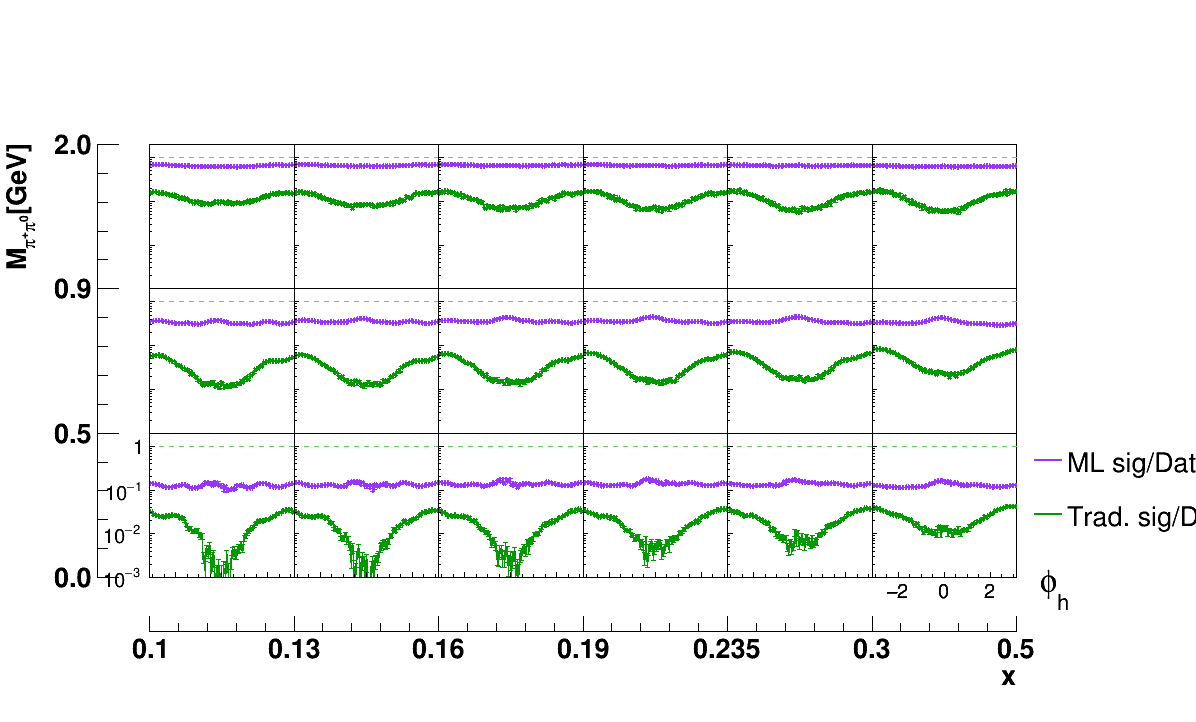 2.0
M_{π⁺π⁰}[GeV]
0.9
0.5
1
10⁻¹
10⁻²
10⁻³
0.0
ML sig/Dat
Trad. sig/D
−2 0 2
ϕ_h
0.1 0.13 0.16 0.19 0.235 0.3 0.5
x